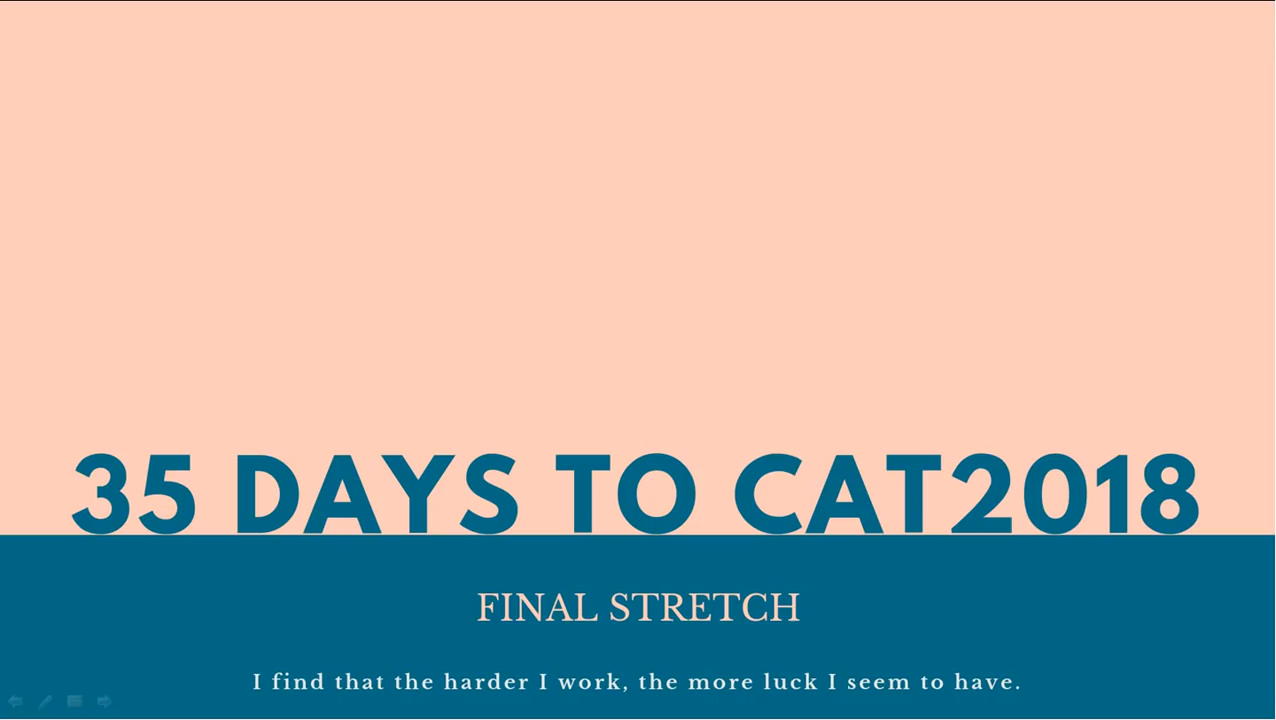 35 DAYS TO CAT2018
FINAL STRETCH
I find that the harder I work, the more luck I seem to have.